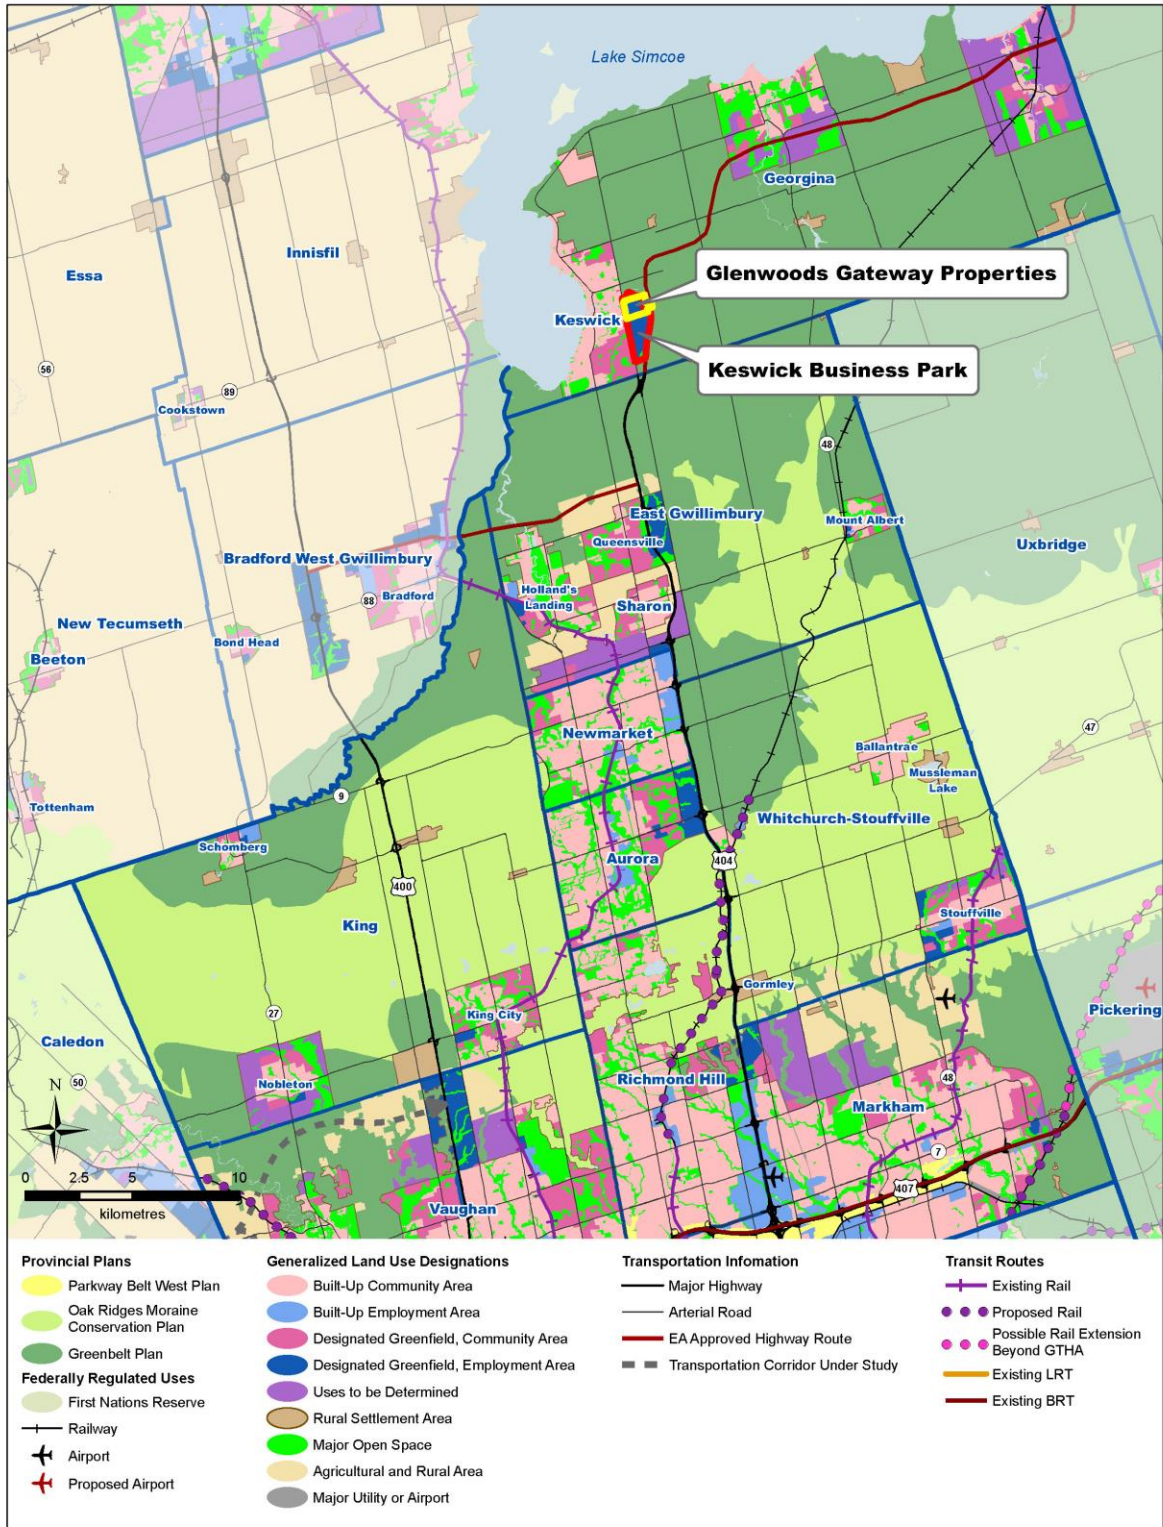 Lake Simcoe
Georgina
Innisfil
Essa
Glenwoods Gateway Properties
Keswick
Keswick Business Park
56
89
Cookstown
48
East Gwillimbury
Mount Albert
Queensville
Uxbridge
Bradford West Gwillimbury
Holland's
Landing
88
Bradford
Sharon
New Tecumseth
Bond Head
Beeton
47
Newmarket
Ballantrae
Mussleman
Lake
9
Tottenham
Whitchurch-Stouffville
Schomberg
Aurora
404
400
Stouffville
King
Gormley
King City
Pickering
27
Caledon
50
Nobleton
Richmond Hill
48
Markham
N
7
0 2.5 5 10
kilometres
407
Vaughan
Provincial Plans
Parkway Belt West Plan
Oak Ridges Moraine
Conservation Plan
Greenbelt Plan
Federally Regulated Uses
First Nations Reserve
Railway
Airport
Proposed Airport
Generalized Land Use Designations
Built-Up Community Area
Built-Up Employment Area
Designated Greenfield, Community Area
Designated Greenfield, Employment Area
Uses to be Determined
Rural Settlement Area
Major Open Space
Agricultural and Rural Area
Major Utility or Airport
Transportation Infomation
Major Highway
Arterial Road
EA Approved Highway Route
Transportation Corridor Under Study
Transit Routes
Existing Rail
Proposed Rail
Possible Rail Extension
Beyond GTHA
Existing LRT
Existing BRT